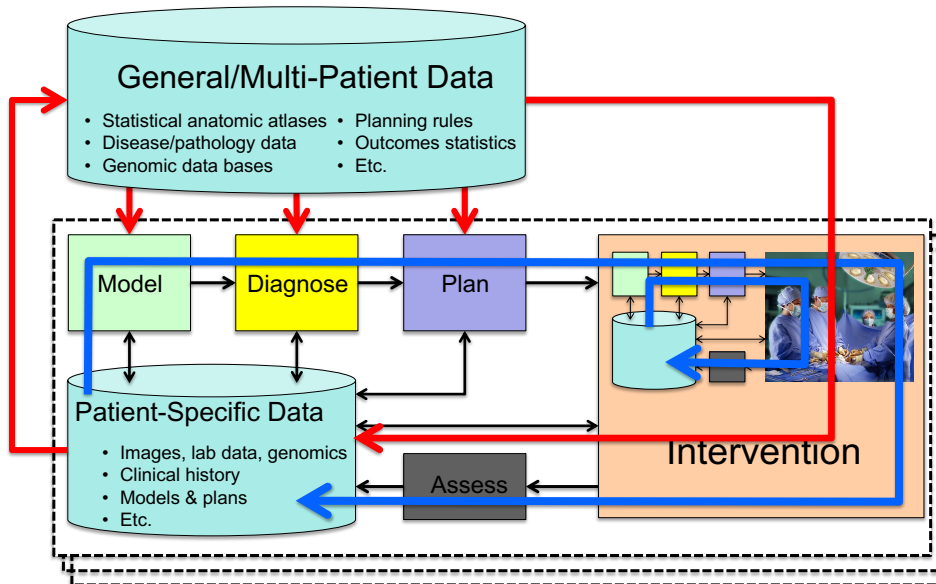 General/Multi-Patient Data
• Statistical anatomic atlases
• Disease/pathology data
• Genomic data bases
• Planning rules
• Outcomes statistics
• Etc.
Model
Diagnose
Plan
Patient-Specific Data
• Images, lab data, genomics
• Clinical history
• Models & plans
• Etc.
Assess
Intervention